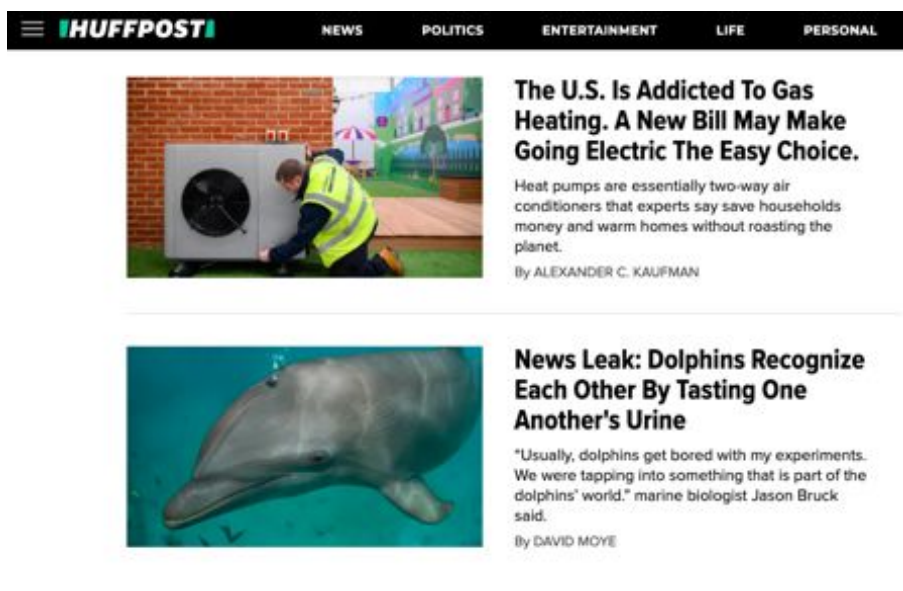 HUFFPOST
NEWS
POLITICS
ENTERTAINMENT
LIFE
PERSONAL
The U.S. Is Addicted To Gas
Heating. A New Bill May Make
Going Electric The Easy Choice.
Heat pumps are essentially two-way air
conditioners that experts say save households
money and warm homes without roasting the
planet.
By ALEXANDER C. KAUFMAN
News Leak: Dolphins Recognize
Each Other By Tasting One
Another's Urine
"Usually, dolphins get bored with my experiments.
We were tapping into something that is part of the
dolphins' world." marine biologist Jason Bruck
said.
By DAVID MOYE